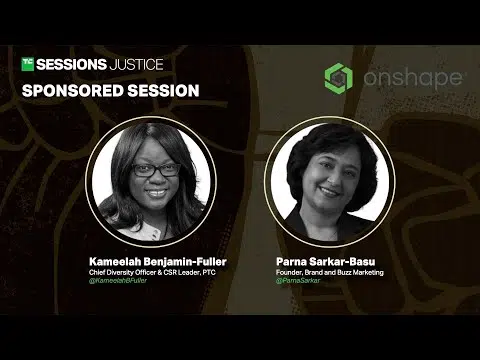 TC SESSIONS JUSTICE
onshape
SPONSORED SESSION
Kameelah Benjamin-Fuller
Chief Diversity Officer & CSR Leader, PTC
@KameelahBFuller
Parna Sarkar-Basu
Founder, Brand and Buzz Marketing
@ParnaSarkar